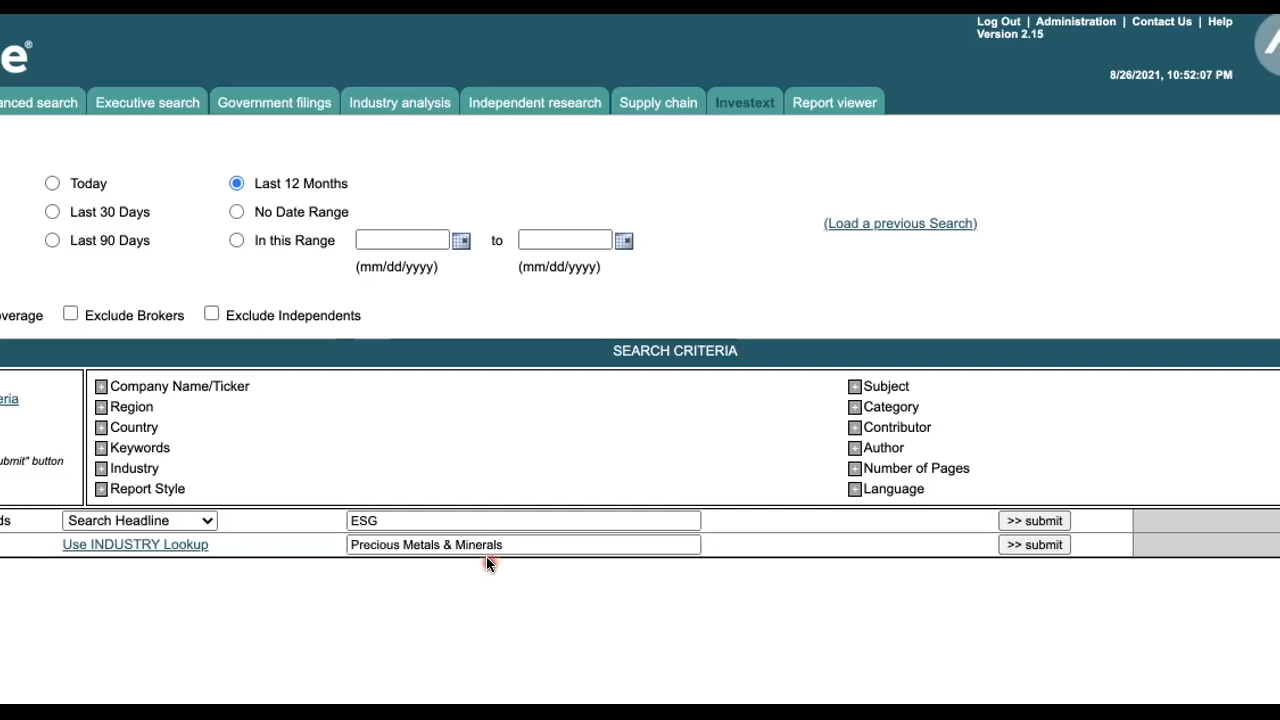 Log Out | Administration | Contact Us | Help
Version 2.15
e®
8/26/2021, 10:52:07 PM
anced search Executive search Government filings Industry analysis Independent research Supply chain Investext Report viewer
Today Last 12 Months
Last 30 Days No Date Range
(Load a previous Search)
Last 90 Days In this Range to
(mm/dd/yyyy) (mm/dd/yyyy)
overage Exclude Brokers Exclude Independents
SEARCH CRITERIA
Company Name/Ticker Subject
eria
Region Category
Country Contributor
Keywords Author
ubmit" button
Industry Number of Pages
Report Style Language
ds Search Headline ESG >> submit
Use INDUSTRY Lookup Precious Metals & Minerals >> submit